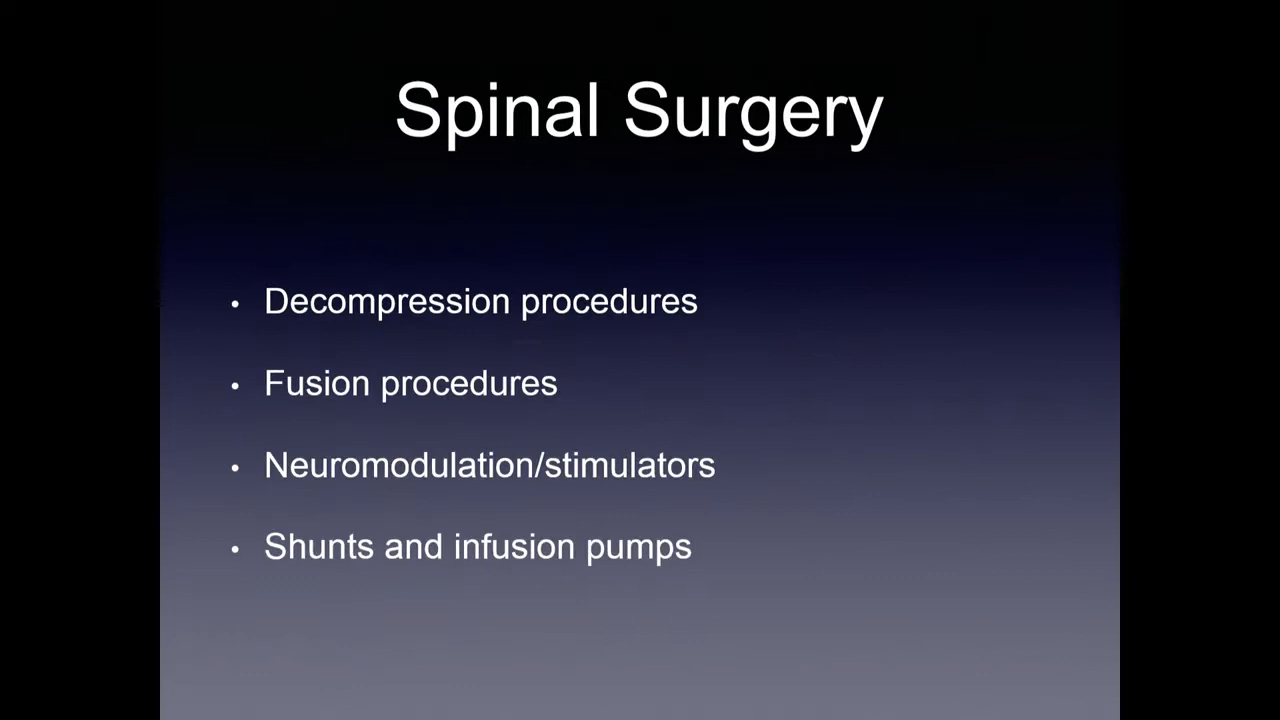 Spinal Surgery
• Decompression procedures
• Fusion procedures
• Neuromodulation/stimulators
• Shunts and infusion pumps